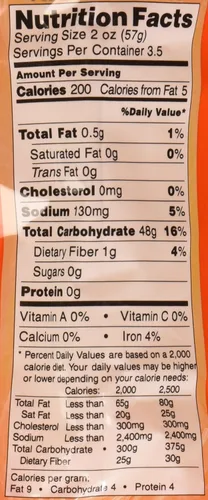 Nutrition Facts
Serving Size 2 oz (57g)
Servings Per Container 3.5
Amount Per Serving
Calories 200 Calories from Fat 5
%Daily Value*
Total Fat 0.5g 1%
Saturated Fat 0g 0%
Trans Fat 0g
Cholesterol 0mg 0%
Sodium 130mg 5%
Total Carbohydrate 48g 16%
Dietary Fiber 1g 4%
Sugars 0g
Protein 0g
Vitamin A 0% • Vitamin C 0%
Calcium 0% • Iron 4%
* Percent Daily Values are based on a 2,000
calorie diet. Your daily values may be higher
or lower depending on your calorie needs:
Calories: 2,000 2,500
Total Fat Less than 65g 80g
Sat Fat Less than 20g 25g
Cholesterol Less than 300mg 300mg
Sodium Less than 2,400mg 2,400mg
Total Carbohydrate • 300g 375g
Dietary Fiber 25g 30g
Calories per gram:
Fat 9 • Carbohydrate 4 • Protein 4